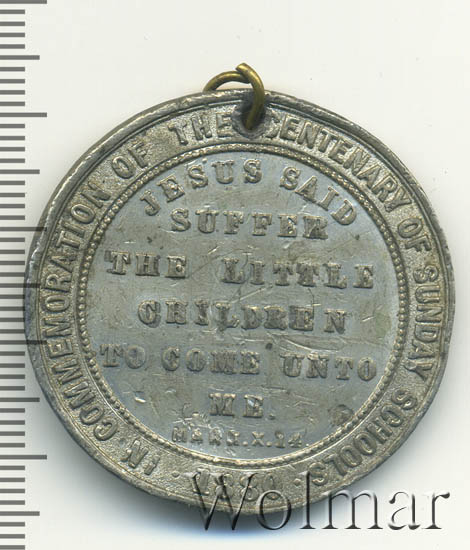 IN COMMEMORATION OF THE CENTENARY OF SUNDAY SCHOOLS
· 1880 ·
JESUS SAID
SUFFER
THE LITTLE
CHILDREN
TO COME UNTO
ME.
MARK.X.14.
Wolmar